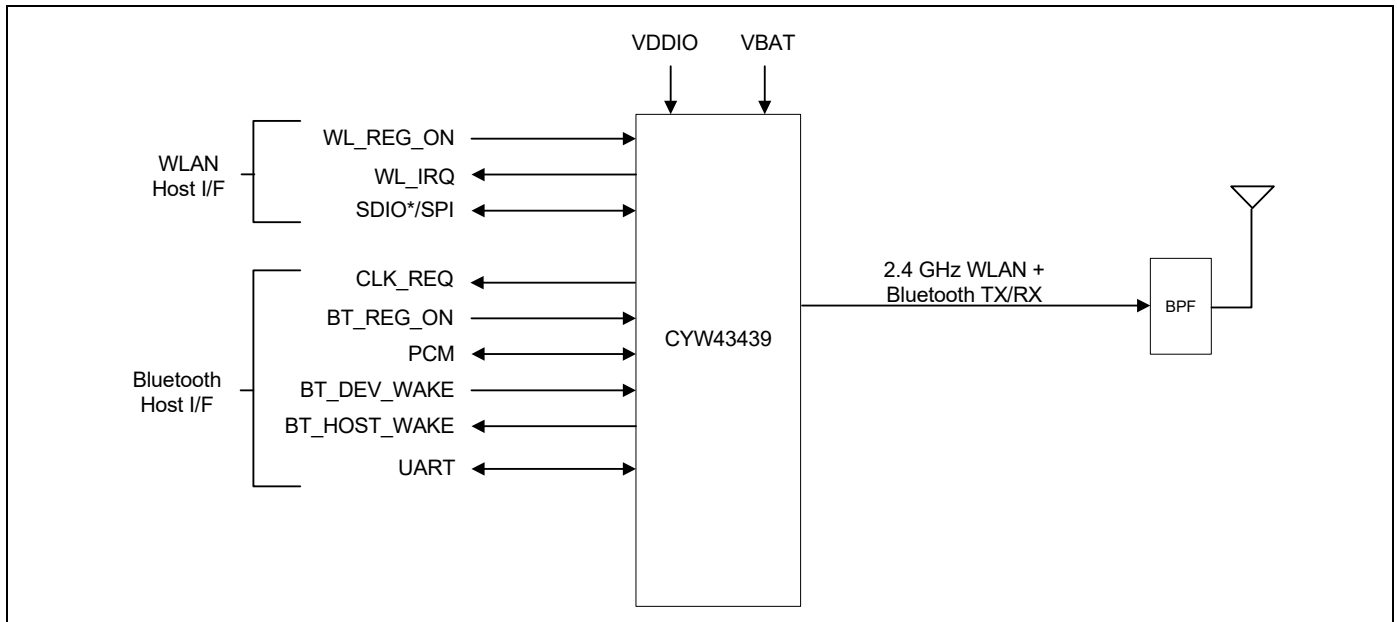 VDDIO
VBAT
WLAN
Host I/F
WL_REG_ON
WL_IRQ
SDIO*/SPI
Bluetooth
Host I/F
CLK_REQ
BT_REG_ON
PCM
BT_DEV_WAKE
BT_HOST_WAKE
UART
CYW43439
2.4 GHz WLAN +
Bluetooth TX/RX
BPF